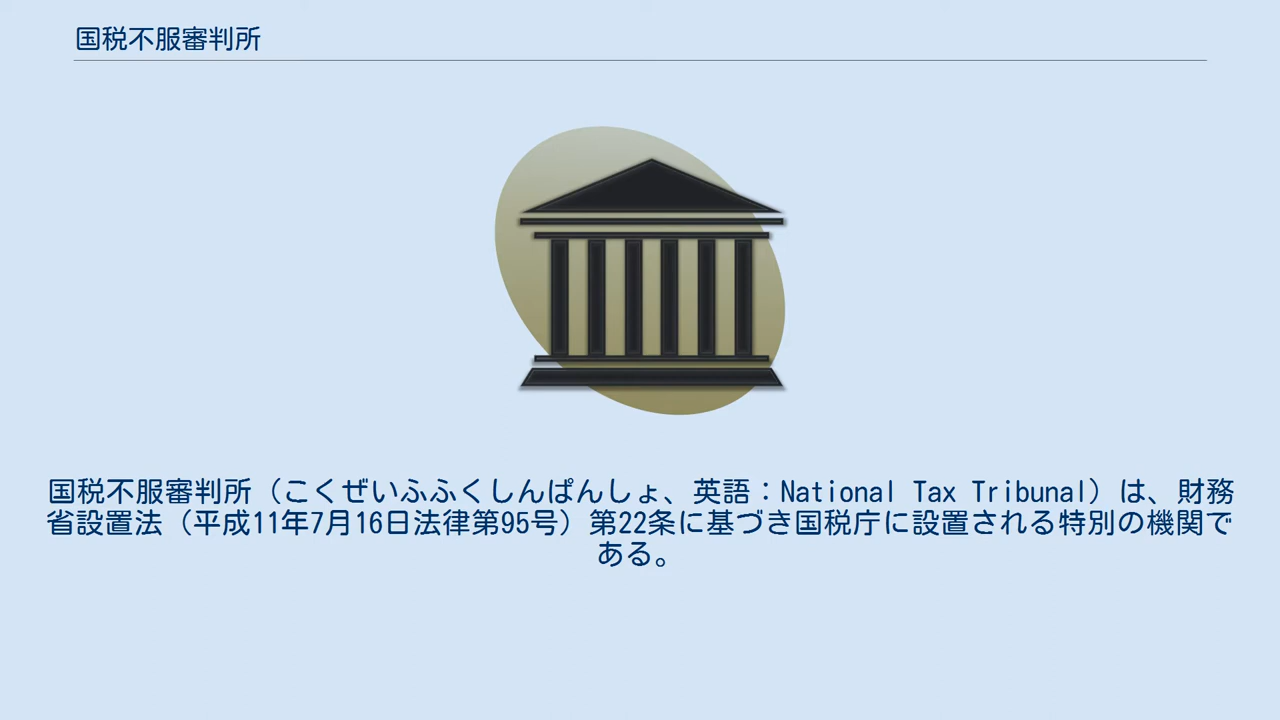 国税不服審判所
国税不服審判所（こくぜいふふくしんぱんしょ、英語：National Tax Tribunal）は、財務
省設置法（平成11年7月16日法律第95号）第22条に基づき国税庁に設置される特別の機関で
ある。